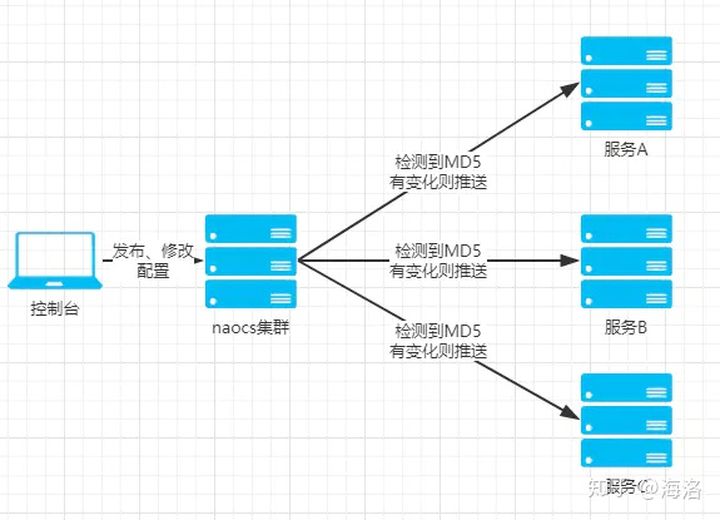 服务A
检测到MD5
有变化则推送
发布、修改
配置
检测到MD5
有变化则推送
控制台
naocs集群
服务B
检测到MD5
有变化则推送
服务C
知乎 @海洛